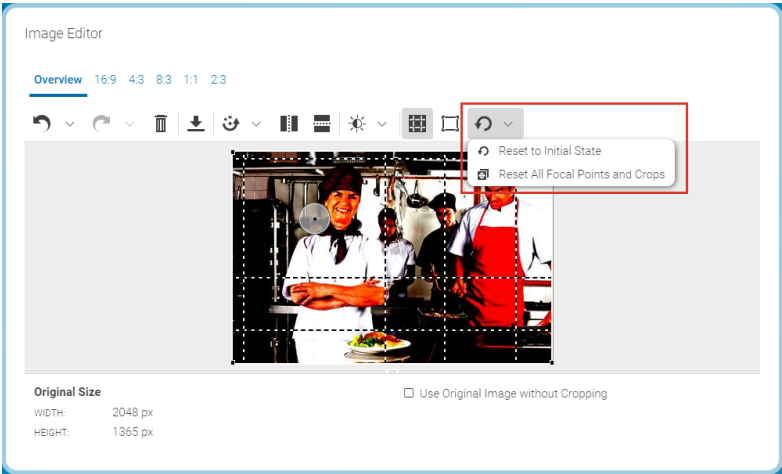 Image Editor
Overview 16:9 4:3 8:3 1:1 2:3
Reset to Initial State
Reset All Focal Points and Crops
Original Size
Use Original Image without Cropping
WIDTH: 2048 px
HEIGHT: 1365 px